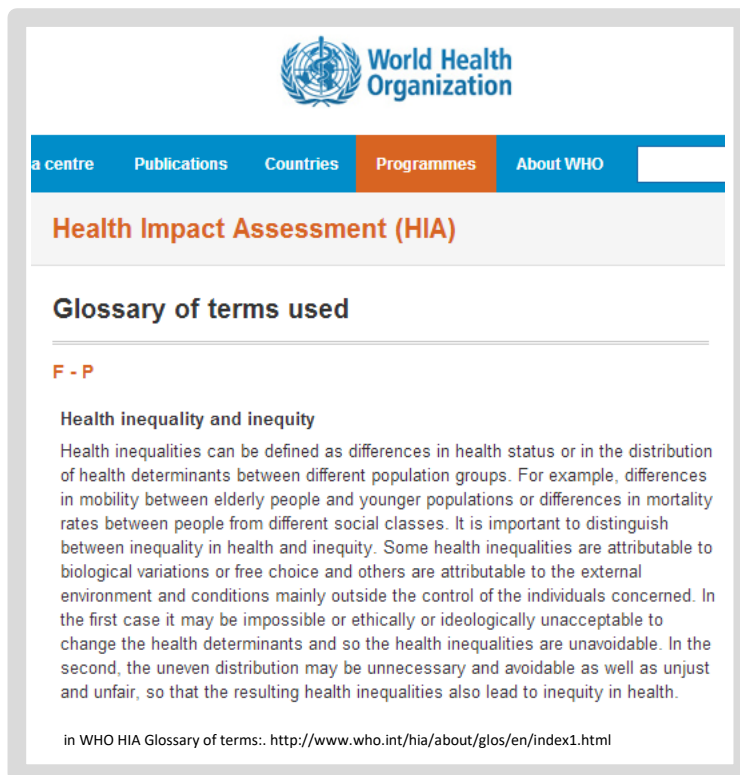 World Health
Organization
a centre Publications Countries Programmes About WHO
Health Impact Assessment (HIA)
Glossary of terms used
F - P
Health inequality and inequity
Health inequalities can be defined as differences in health status or in the distribution
of health determinants between different population groups. For example, differences
in mobility between elderly people and younger populations or differences in mortality
rates between people from different social classes. It is important to distinguish
between inequality in health and inequity. Some health inequalities are attributable to
biological variations or free choice and others are attributable to the external
environment and conditions mainly outside the control of the individuals concerned. In
the first case it may be impossible or ethically or ideologically unacceptable to
change the health determinants and so the health inequalities are unavoidable. In the
second, the uneven distribution may be unnecessary and avoidable as well as unjust
and unfair, so that the resulting health inequalities also lead to inequity in health.
in WHO HIA Glossary of terms:. http://www.who.int/hia/about/glos/en/index1.html